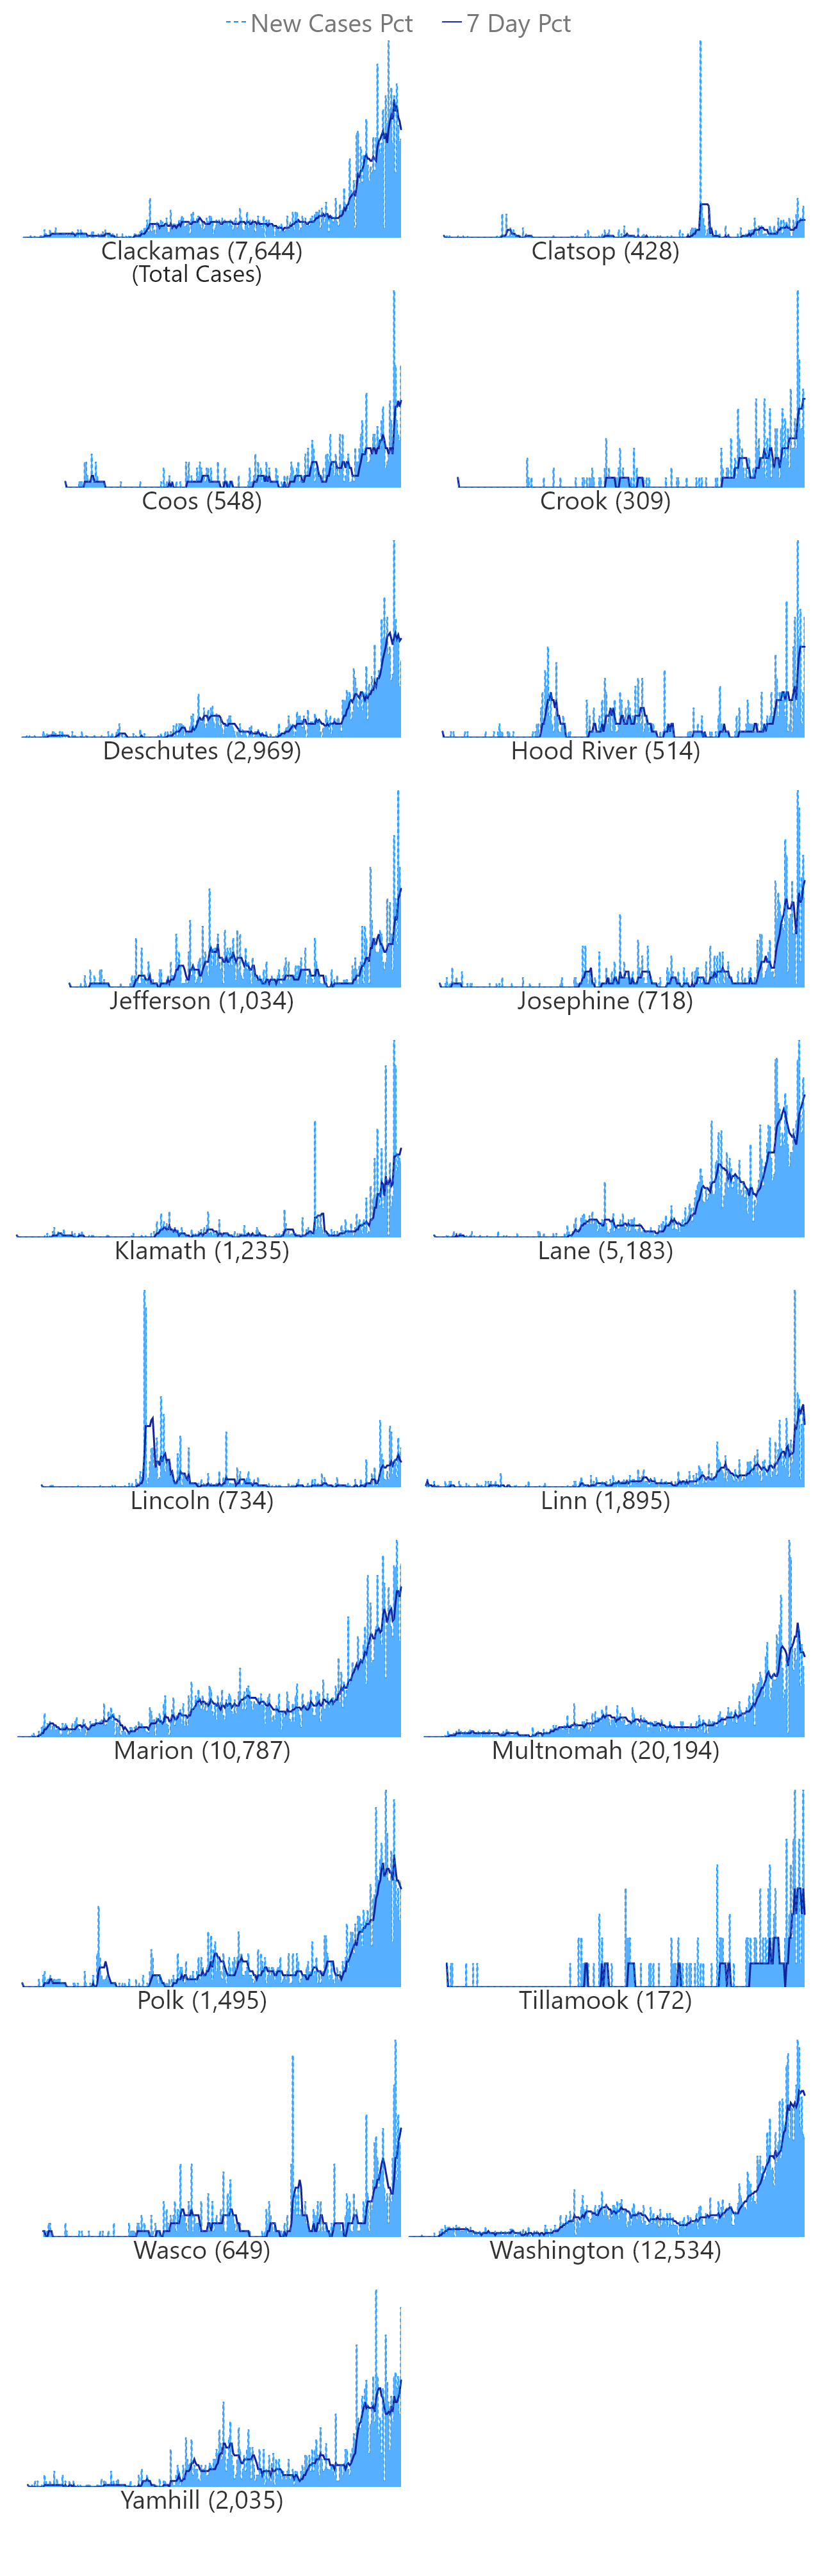 New Cases Pct 7 Day Pct
Clackamas (7,644) Clatsop (428)
(Total Cases)
Coos (548) Crook (309)
Deschutes (2,969) Hood River (514)
Jefferson (1,034) Josephine (718)
Klamath (1,235) Lane (5,183)
Lincoln (734) Linn (1,895)
Marion (10,787) Multnomah (20,194)
Polk (1,495) Tillamook (172)
Wasco (649) Washington (12,534)
Yamhill (2,035)